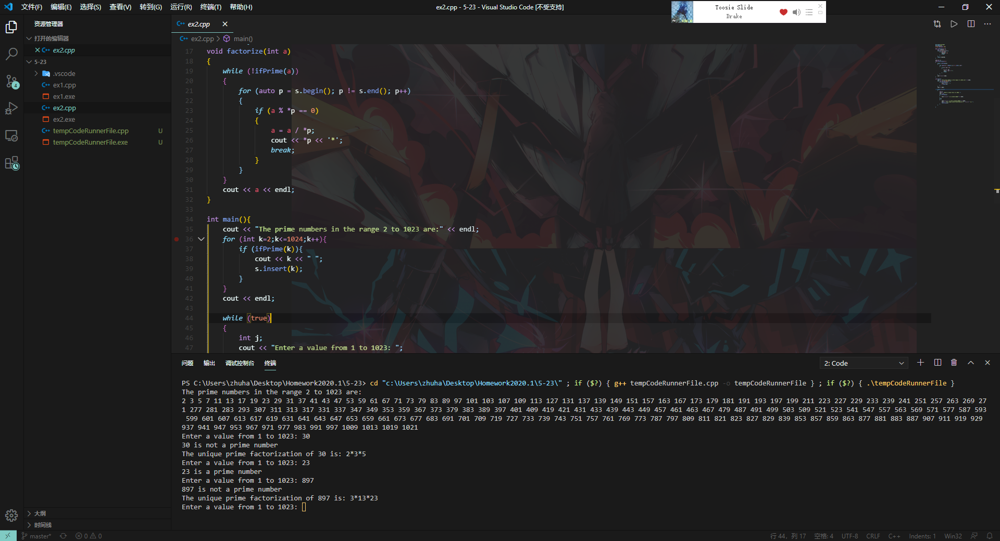 文件(F) 编辑(E) 选择(S) 查看(V) 转到(G) 运行(R) 终端(T) 帮助(H)
ex2.cpp - 5-23 - Visual Studio Code [不受支持]
Toosie Slide
Drake
资源管理器
打开的编辑器
C++ ex2.cpp
5-23
.vscode
C++ ex1.cpp
ex1.exe
C++ ex2.cpp
ex2.exe
C++ tempCodeRunnerFile.cpp U
tempCodeRunnerFile.exe U
4
大纲
时间线
C++ ex2.cpp
C++ ex2.cpp > main()
17 void factorize(int a)
18 {
19 while (!ifPrime(a))
20 {
21 for (auto p = s.begin(); p != s.end(); p++)
22 {
23 if (a % *p == 0)
24 {
25 a = a / *p;
26 cout << *p << '*';
27 break;
28 }
29 }
30 }
31 cout << a << endl;
32 }
33
34 int main(){
35 cout << "The prime numbers in the range 2 to 1023 are:" << endl;
36 for (int k=2;k<=1024;k++){
37 if (ifPrime(k)){
38 cout << k << " ";
39 s.insert(k);
40 }
41 }
42 cout << endl;
43
44 while (true)
45 {
46 int j;
47 cout << "Enter a value from 1 to 1023: ";
问题 输出 调试控制台 终端
2: Code
PS C:\Users\zhuha\Desktop\Homework2020.1\5-23> cd "c:\Users\zhuha\Desktop\Homework2020.1\5-23\" ; if ($?) { g++ tempCodeRunnerFile.cpp -o tempCodeRunnerFile } ; if ($?) { .\tempCodeRunnerFile }
The prime numbers in the range 2 to 1023 are:
2 3 5 7 11 13 17 19 23 29 31 37 41 43 47 53 59 61 67 71 73 79 83 89 97 101 103 107 109 113 127 131 137 139 149 151 157 163 167 173 179 181 191 193 197 199 211 223 227 229 233 239 241 251 257 263 269 27
1 277 281 283 293 307 311 313 317 331 337 347 349 353 359 367 373 379 383 389 397 401 409 419 421 431 433 439 443 449 457 461 463 467 479 487 491 499 503 509 521 523 541 547 557 563 569 571 577 587 593
599 601 607 613 617 619 631 641 643 647 653 659 661 673 677 683 691 701 709 719 727 733 739 743 751 757 761 769 773 787 797 809 811 821 823 827 829 839 853 857 859 863 877 881 883 887 907 911 919 929
937 941 947 953 967 971 977 983 991 997 1009 1013 1019 1021
Enter a value from 1 to 1023: 30
30 is not a prime number
The unique prime factorization of 30 is: 2*3*5
Enter a value from 1 to 1023: 23
23 is a prime number
Enter a value from 1 to 1023: 897
897 is not a prime number
The unique prime factorization of 897 is: 3*13*23
Enter a value from 1 to 1023:
master* 0 0 行 44, 列 17 空格: 4 UTF-8 CRLF C++ Indents: 1 Win32